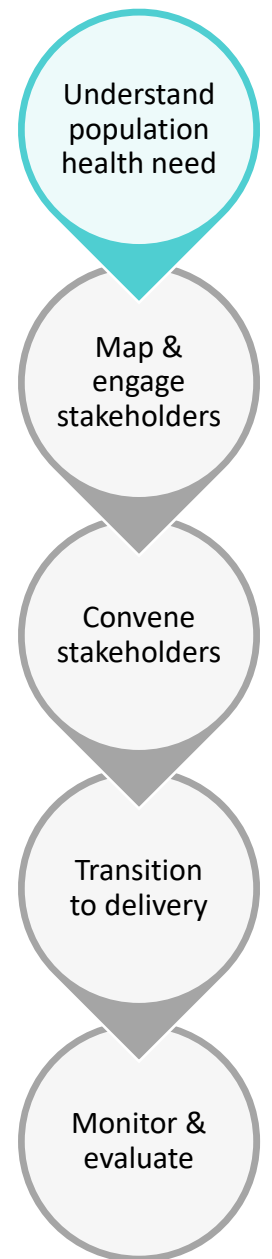 Understand
population
health need
Map &
engage
stakeholders
Convene
stakeholders
Transition
to delivery
Monitor &
evaluate